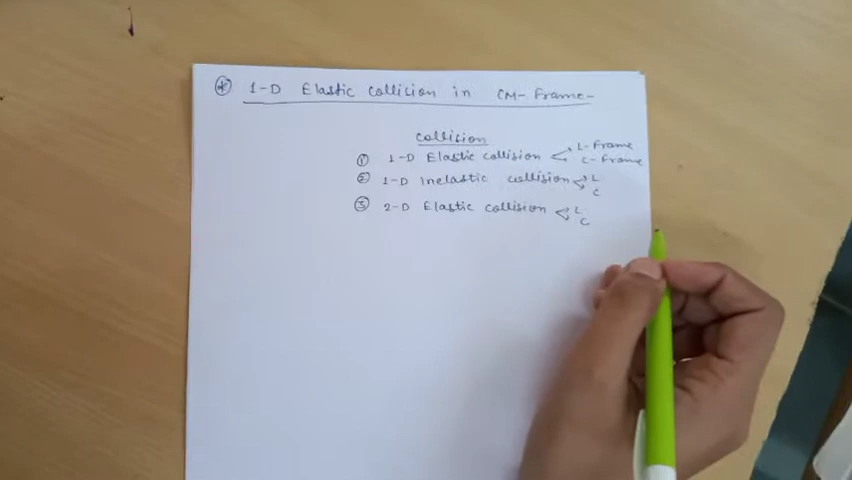 * 1-D Elastic collision in CM-Frame-
collision
① 1-D Elastic collision < L-Frame
C-Frame
② 1-D Inelastic collision < L
C
③ 2-D Elastic collision < L
C